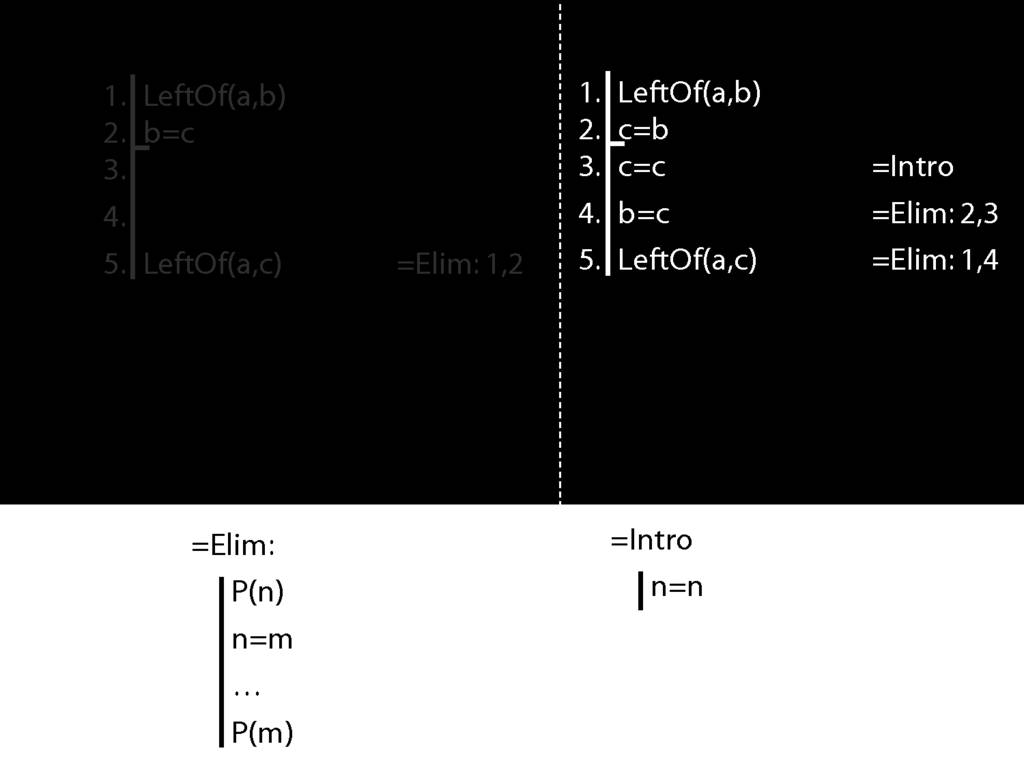 1. LeftOf(a,b)
2. b=c
3.
4.
5. LeftOf(a,c) =Elim: 1,2
1. LeftOf(a,b)
2. c=b
3. c=c =Intro
4. b=c =Elim: 2,3
5. LeftOf(a,c) =Elim: 1,4
=Elim:
P(n)
n=m
...
P(m)
=Intro
n=n